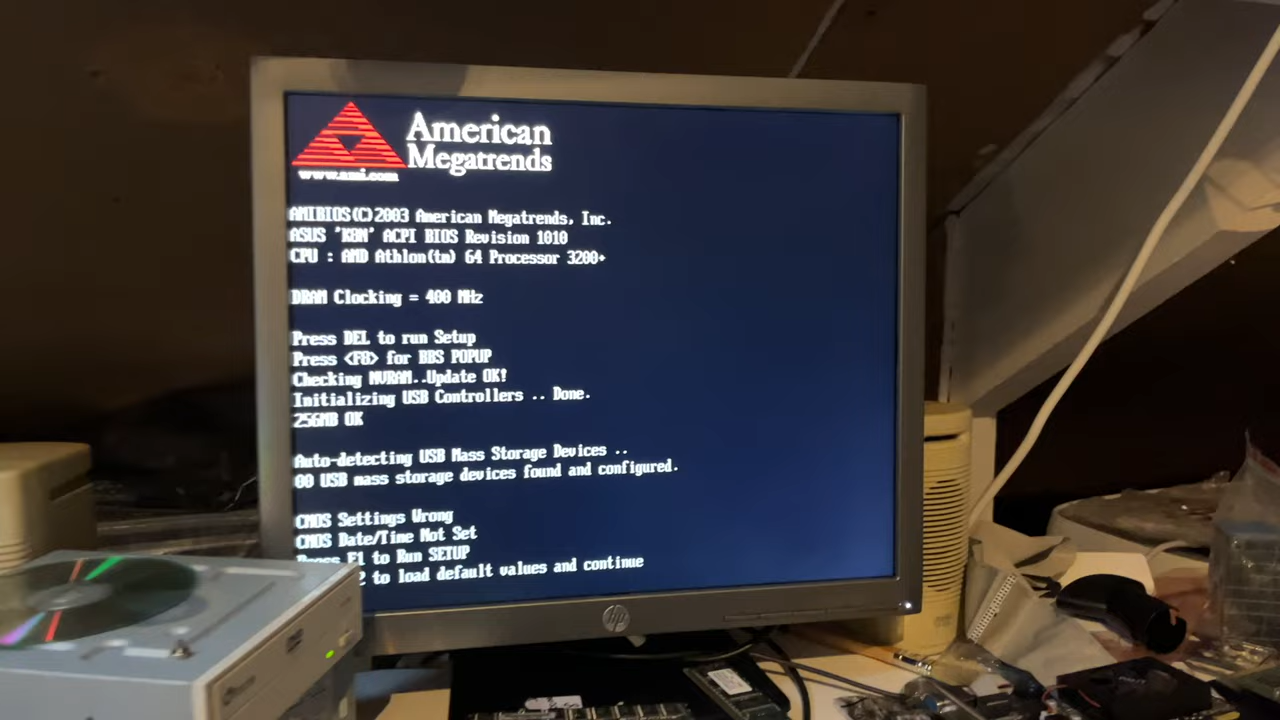 American
Megatrends
www.ami.com
AMIBIOS(C)2003 American Megatrends, Inc.
ASUS 'K8N' ACPI BIOS Revision 1010
CPU : AMD Athlon(tm) 64 Processor 3200+
DRAM Clocking = 400 MHz
Press DEL to run Setup
Press <F8> for BBS POPUP
Checking NVRAM..Update OK!
Initializing USB Controllers .. Done.
256MB OK
Auto-detecting USB Mass Storage Devices ..
00 USB mass storage devices found and configured.
CMOS Settings Wrong
CMOS Date/Time Not Set
Press F1 to Run SETUP
to load default values and continue
hp